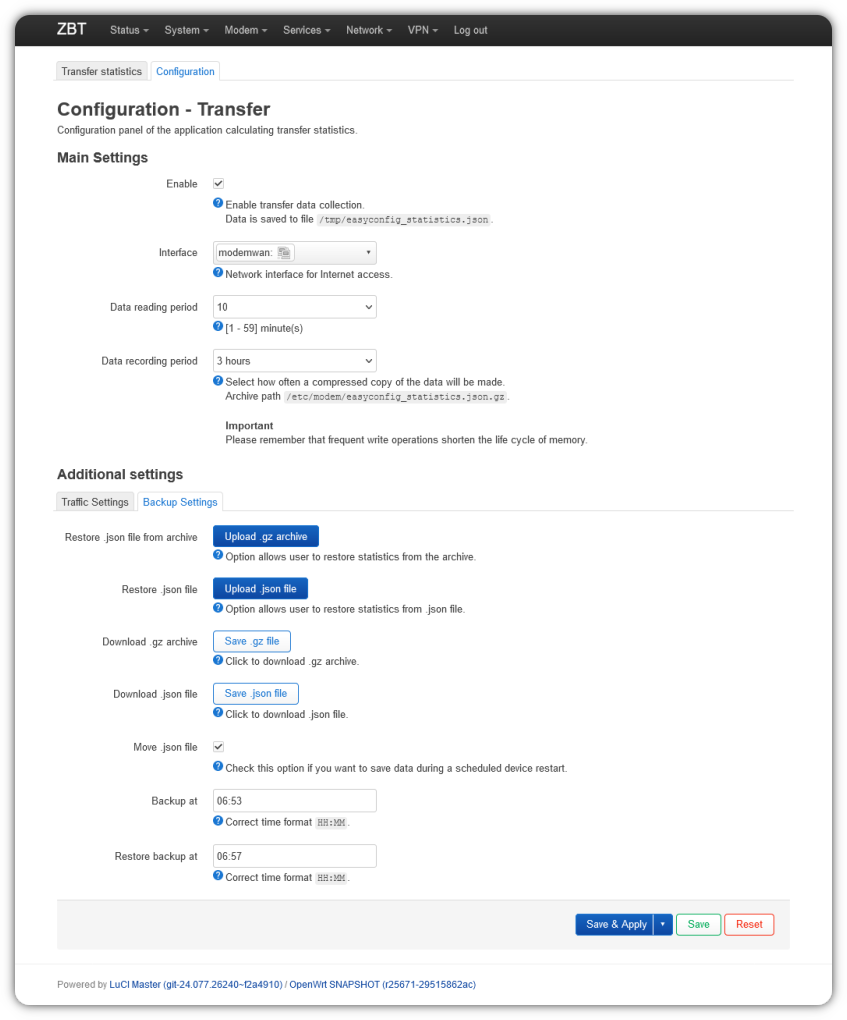 ZBT Status System Modem Services Network VPN Log out
Transfer statistics Configuration
Configuration - Transfer
Configuration panel of the application calculating transfer statistics.
Main Settings
Enable
Enable transfer data collection.
Data is saved to file /tmp/easyconfig_statistics.json.
Interface modemwan:
Network interface for Internet access.
Data reading period 10
[1 - 59] minute(s)
Data recording period 3 hours
Select how often a compressed copy of the data will be made.
Archive path /etc/modem/easyconfig_statistics.json.gz.
Important
Please remember that frequent write operations shorten the life cycle of memory.
Additional settings
Traffic Settings Backup Settings
Restore .json file from archive Upload .gz archive
Option allows user to restore statistics from the archive.
Restore .json file Upload .json file
Option allows user to restore statistics from .json file.
Download .gz archive Save .gz file
Click to download .gz archive.
Download .json file Save .json file
Click to download .json file.
Move .json file
Check this option if you want to save data during a scheduled device restart.
Backup at 06:53
Correct time format HH:MM.
Restore backup at 06:57
Correct time format HH:MM.
Save & Apply Save Reset
Powered by LuCI Master (git-24.077.26240~f2a4910) / OpenWrt SNAPSHOT (r25671-29515862ac)